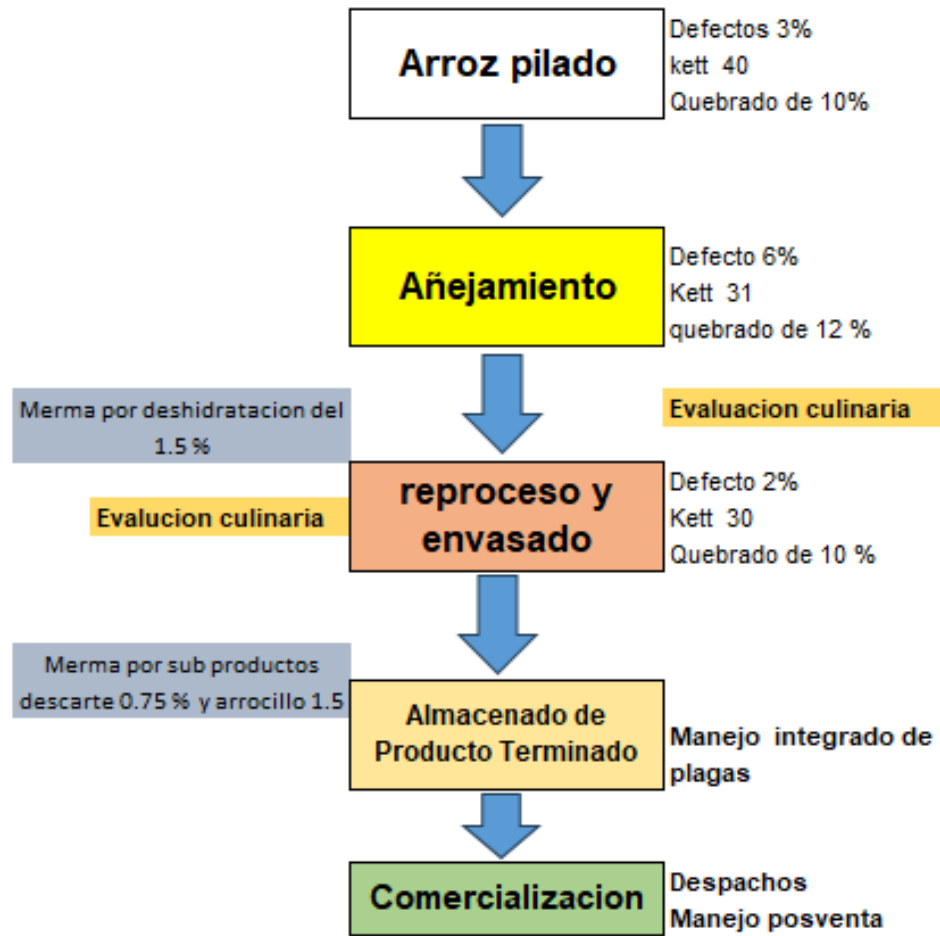 Arroz pilado
Defectos 3%
kett 40
Quebrado de 10%
Añejamiento
Defecto 6%
Kett 31
quebrado de 12 %
Merma por deshidratacion del
1.5 %
Evaluacion culinaria
Evalucion culinaria
reproceso y
envasado
Defecto 2%
Kett 30
Quebrado de 10 %
Merma por sub productos
descarte 0.75 % y arrocillo 1.5
Almacenado de
Producto Terminado
Manejo integrado de
plagas
Comercializacion
Despachos
Manejo posventa